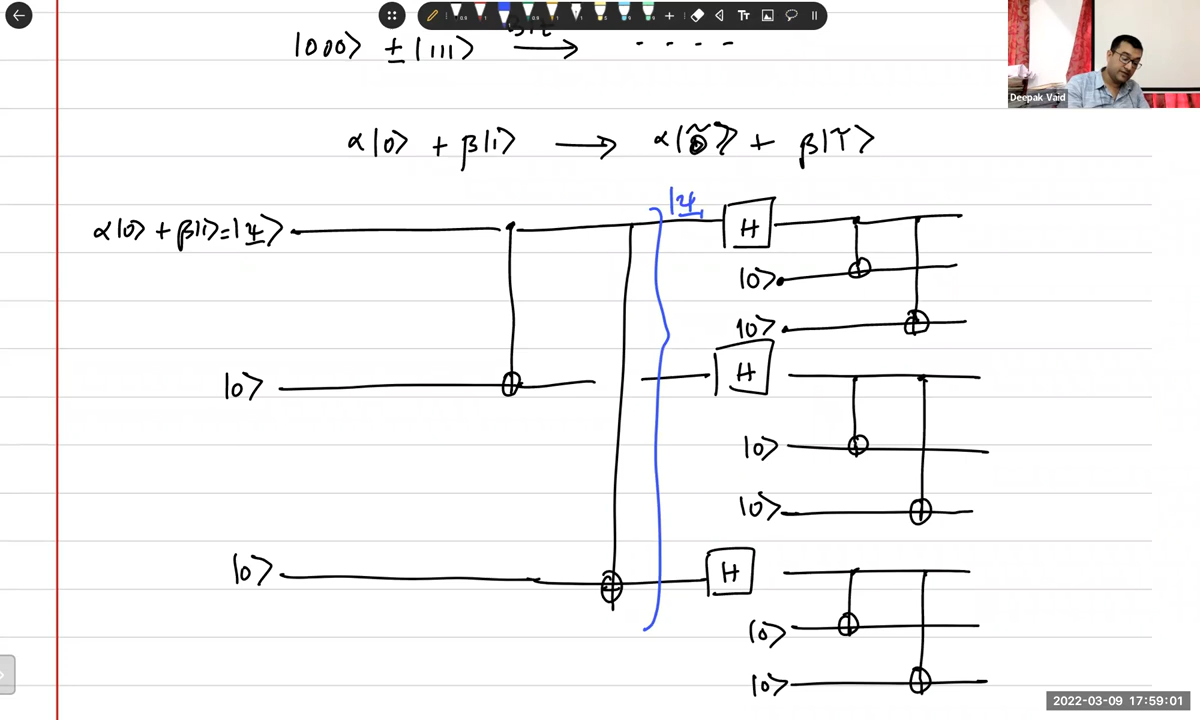 |000⟩ ± |111⟩ → . . . .
α|0⟩ + β|1⟩ → α|0̃⟩ + β|1̃⟩
α|0⟩ + β|1⟩ = |Ψ⟩
|Ψ
H
|0⟩
|0⟩
|0⟩
H
|0⟩
|0⟩
|0⟩
H
|0⟩
|0⟩
Tт
Deepak Vaid
2022-03-09 17:59:01